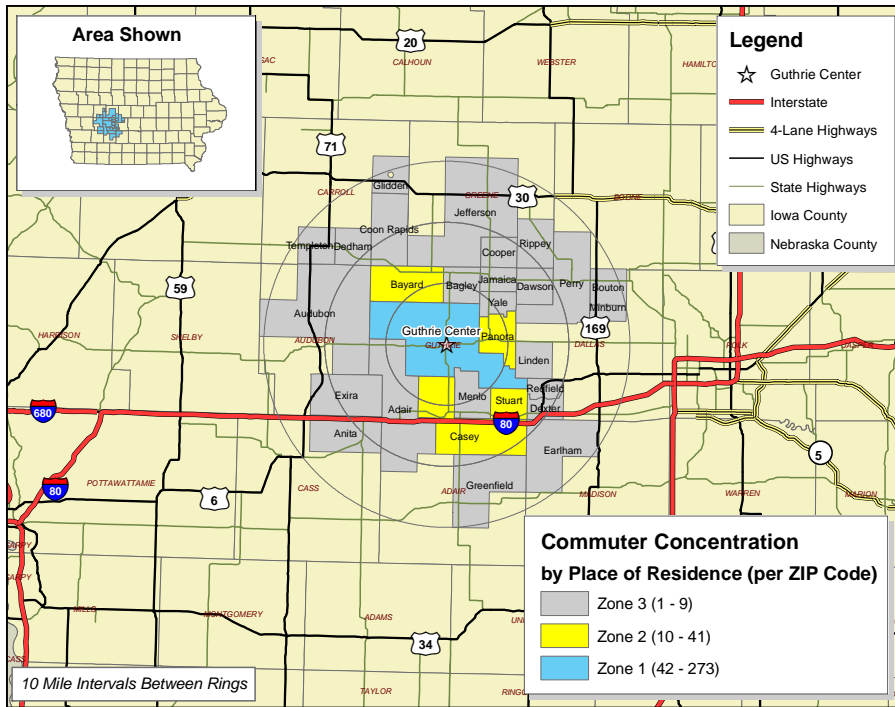 Area Shown
20
SAC
CALHOUN
WEBSTER
HAMILTON
Legend
Guthrie Center
Interstate
4-Lane Highways
US Highways
State Highways
Iowa County
Nebraska County
71
CARROLL
Glidden
GREENE
30
BOONE
Jefferson
Coon Rapids
Templeton
Dedham
Cooper
Rippey
59
Bayard
Bagley
Jamaica
Dawson
Perry
Bouton
Minburn
Yale
Audubon
HARRISON
SHELBY
AUDUBON
Guthrie Center
GUTHRIE
Panora
169
DALLAS
POLK
JASPER
Linden
Exira
Adair
Menlo
Stuart
Redfield
Dexter
680
80
Anita
Casey
Earlham
5
Greenfield
POTTAWATTAMIE
80
6
CASS
ADAIR
MADISON
WARREN
MARION
MILLS
MONTGOMERY
ADAMS
34
CASS
TAYLOR
Commuter Concentration
by Place of Residence (per ZIP Code)
Zone 3 (1 - 9)
Zone 2 (10 - 41)
Zone 1 (42 - 273)
10 Mile Intervals Between Rings